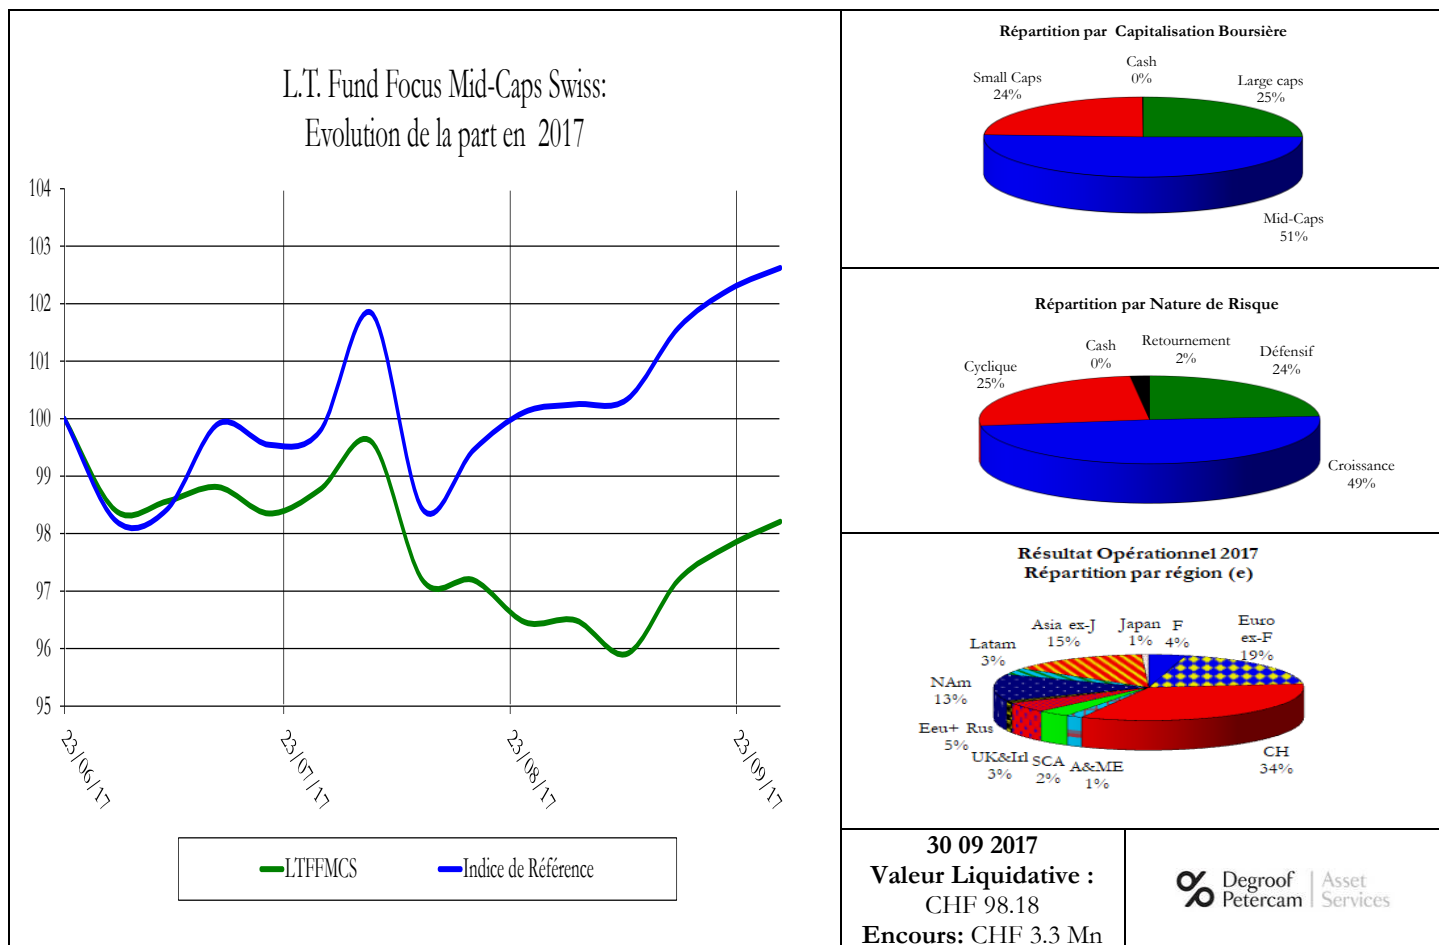 L.T. Fund Focus Mid-Caps Swiss:
Evolution de la part en 2017
104
103
102
101
100
99
98
97
96
95
23/06/17
23/07/17
23/08/17
23/09/17
LTFFMCS
Indice de Référence
Répartition par Capitalisation Boursière
Cash
0%
Small Caps
24%
Large caps
25%
Mid-Caps
51%
Répartition par Nature de Risque
Cash
0%
Retournement
2%
Défensif
24%
Cyclique
25%
Croissance
49%
Résultat Opérationnel 2017
Répartition par région (e)
Asia ex-J
15%
Japan
1%
F
4%
Euro
ex-F
19%
Latam
3%
NAm
13%
Eeu+ Rus
5%
UK&Irl
3%
SCA
2%
A&ME
1%
CH
34%
30 09 2017
Valeur Liquidative :
CHF 98.18
Encours: CHF 3.3 Mn
Degroof
Petercam
Asset
Services